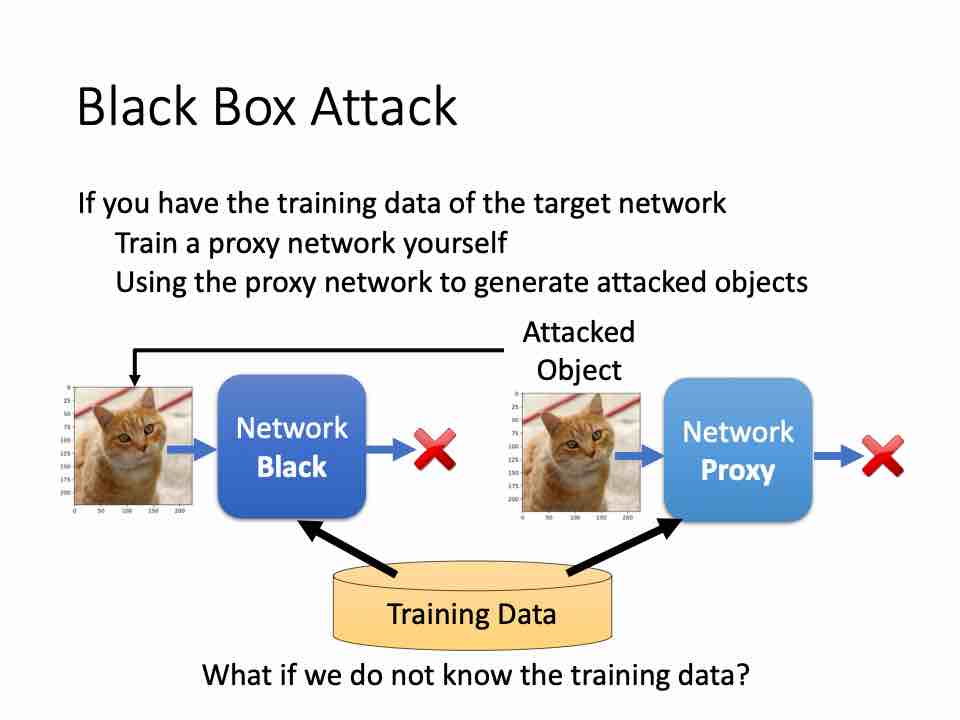 Black Box Attack
If you have the training data of the target network
Train a proxy network yourself
Using the proxy network to generate attacked objects
Attacked
Object
0
25
50
75
100
125
150
175
200
0 50 100 150 200
Network
Black
0
25
50
75
100
125
150
175
200
0 50 100 150 200
Network
Proxy
Training Data
What if we do not know the training data?